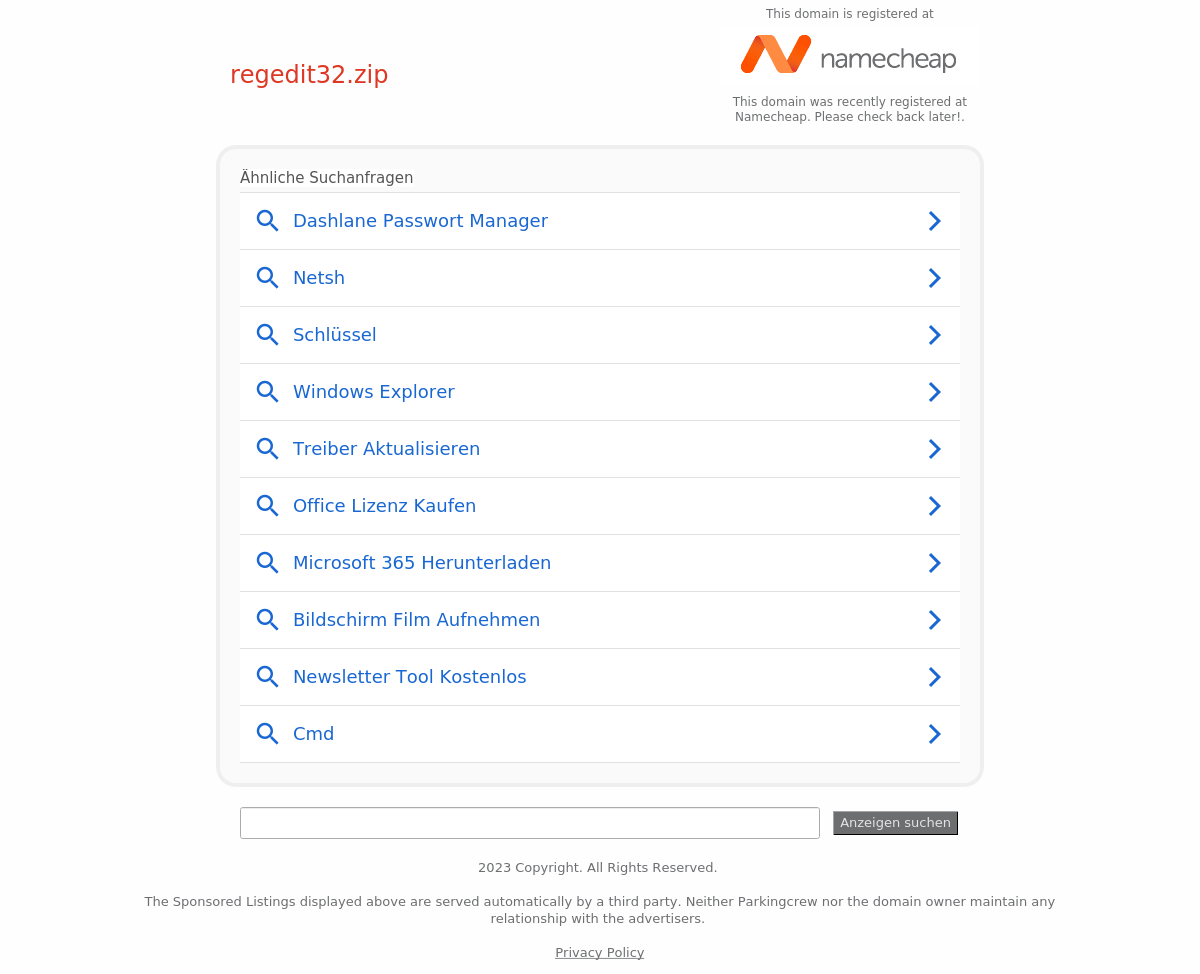 This domain is registered at
namecheap
regedit32.zip
This domain was recently registered at
Namecheap. Please check back later!.
Ähnliche Suchanfragen
Dashlane Passwort Manager
Netsh
Schlüssel
Windows Explorer
Treiber Aktualisieren
Office Lizenz Kaufen
Microsoft 365 Herunterladen
Bildschirm Film Aufnehmen
Newsletter Tool Kostenlos
Cmd
Anzeigen suchen
2023 Copyright. All Rights Reserved.
The Sponsored Listings displayed above are served automatically by a third party. Neither Parkingcrew nor the domain owner maintain any
relationship with the advertisers.
Privacy Policy